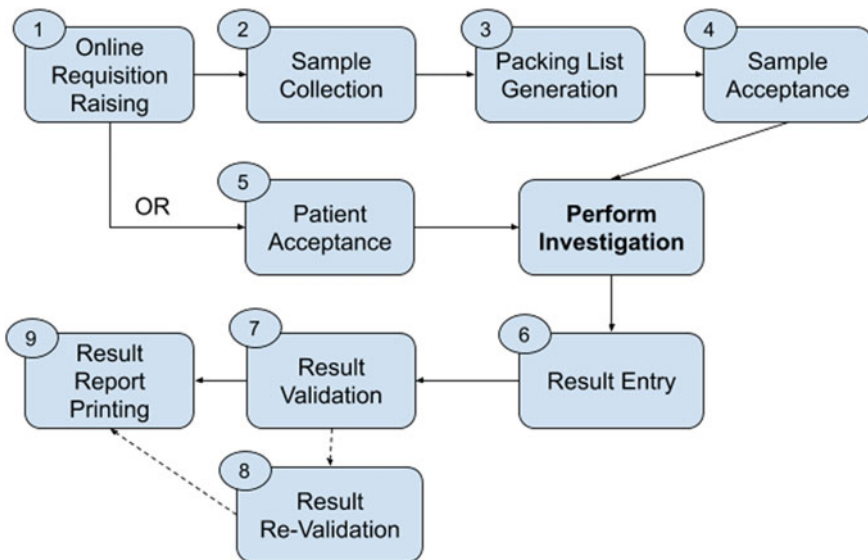 1
Online
Requisition
Raising
2
Sample
Collection
3
Packing List
Generation
4
Sample
Acceptance
OR
5
Patient
Acceptance
Perform
Investigation
6
Result Entry
7
Result
Validation
8
Result
Re-Validation
9
Result
Report
Printing